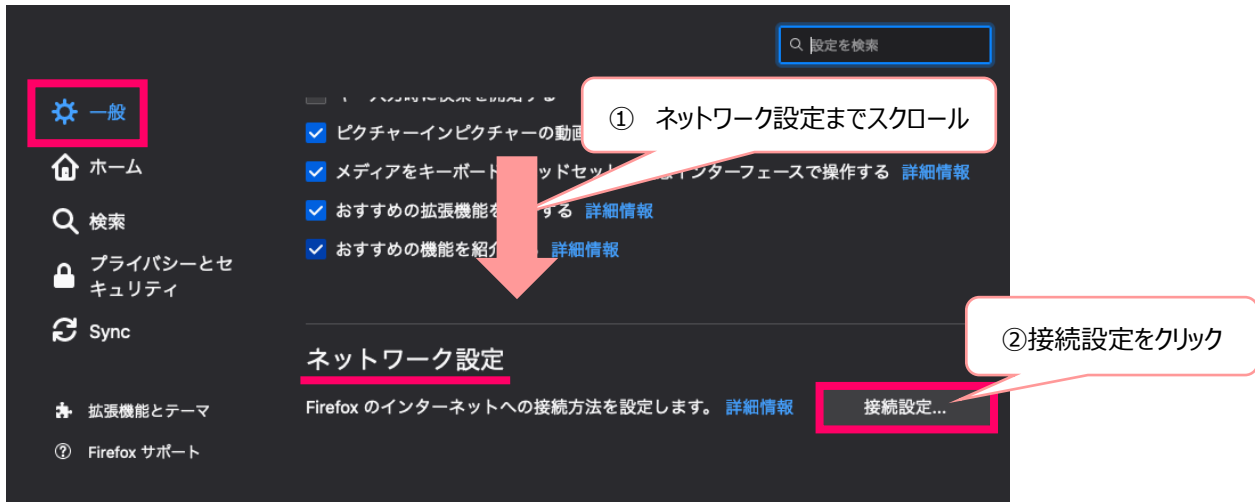 設定を検索
一般
① ネットワーク設定までスクロール
ピクチャーインピクチャーの動画
ホーム
メディアをキーボード ッドセット インターフェースで操作する 詳細情報
おすすめの拡張機能を する 詳細情報
検索
おすすめの機能を紹介 詳細情報
プライバシーとセ
キュリティ
Sync
②接続設定をクリック
ネットワーク設定
Firefox のインターネットへの接続方法を設定します。 詳細情報
接続設定...
拡張機能とテーマ
Firefox サポート